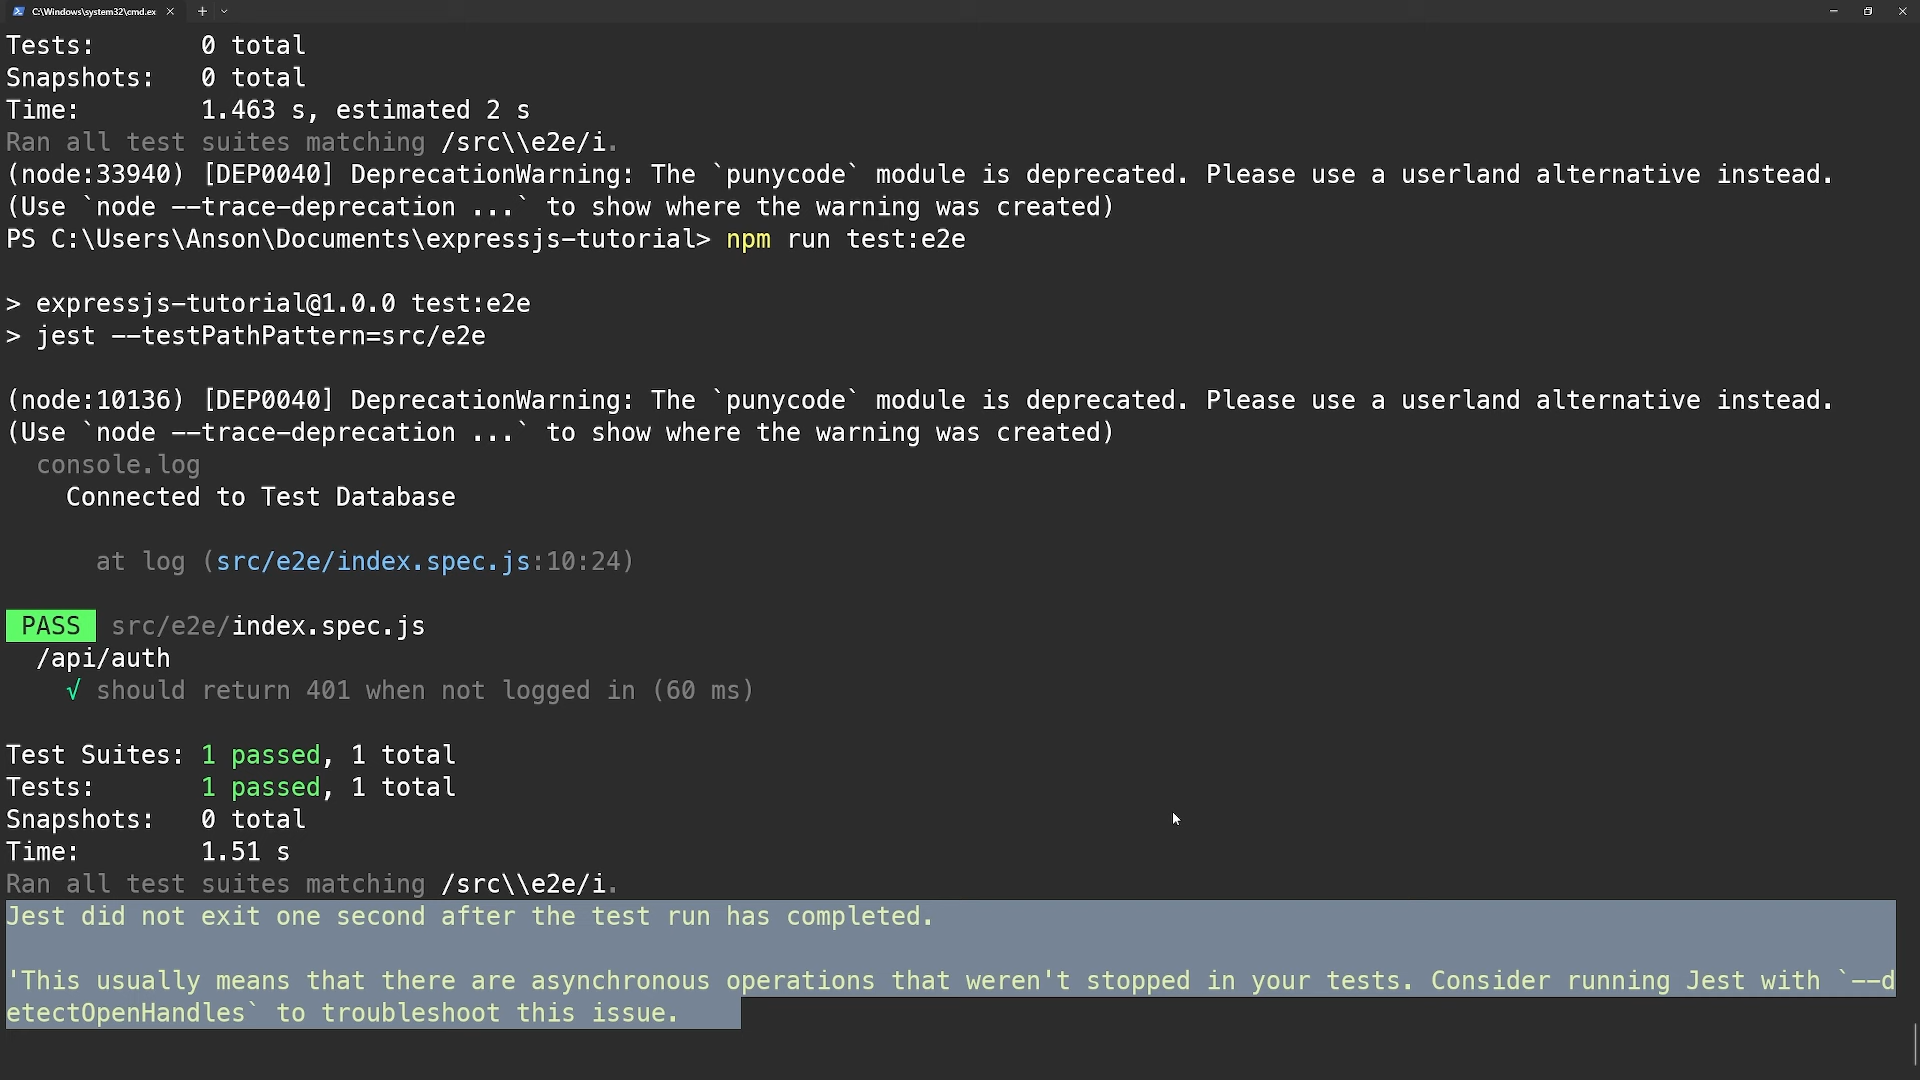 C:\Windows\system32\cmd.ex
Tests: 0 total
Snapshots: 0 total
Time: 1.463 s, estimated 2 s
Ran all test suites matching /src\\e2e/i.
(node:33940) [DEP0040] DeprecationWarning: The `punycode` module is deprecated. Please use a userland alternative instead.
(Use `node --trace-deprecation ...` to show where the warning was created)
PS C:\Users\Anson\Documents\expressjs-tutorial> npm run test:e2e
> expressjs-tutorial@1.0.0 test:e2e
> jest --testPathPattern=src/e2e
(node:10136) [DEP0040] DeprecationWarning: The `punycode` module is deprecated. Please use a userland alternative instead.
(Use `node --trace-deprecation ...` to show where the warning was created)
console.log
Connected to Test Database
at log (src/e2e/index.spec.js:10:24)
PASS src/e2e/index.spec.js
/api/auth
√ should return 401 when not logged in (60 ms)
Test Suites: 1 passed, 1 total
Tests: 1 passed, 1 total
Snapshots: 0 total
Time: 1.51 s
Ran all test suites matching /src\\e2e/i.
Jest did not exit one second after the test run has completed.
'This usually means that there are asynchronous operations that weren't stopped in your tests. Consider running Jest with `--d
etectOpenHandles` to troubleshoot this issue.